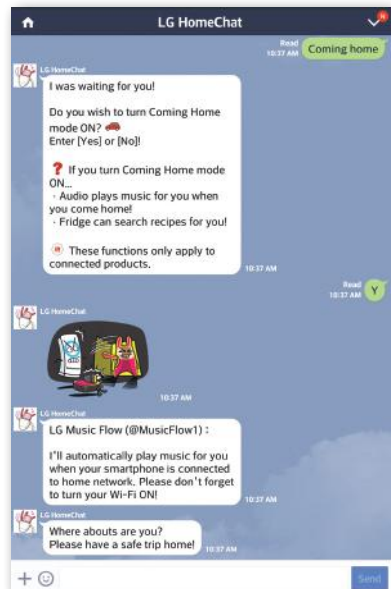 LG HomeChat
Read
10:37 AM
Coming home
LG HomeChat
I was waiting for you!
Do you wish to turn Coming Home
mode ON?
Enter [Yes] or [No]!
❓ If you turn Coming Home mode
ON...
· Audio plays music for you when
you come home!
· Fridge can search recipes for you!
These functions only apply to
connected products.
10:37 AM
Read
10:37 AM
Y
LG HomeChat
10:37 AM
LG HomeChat
LG Music Flow (@MusicFlow1) :
I'll automatically play music for you
when your smartphone is connected
to home network. Please don't forget
to turn your Wi-Fi ON!
10:37 AM
LG HomeChat
Where abouts are you?
Please have a safe trip home!
10:37 AM
Send